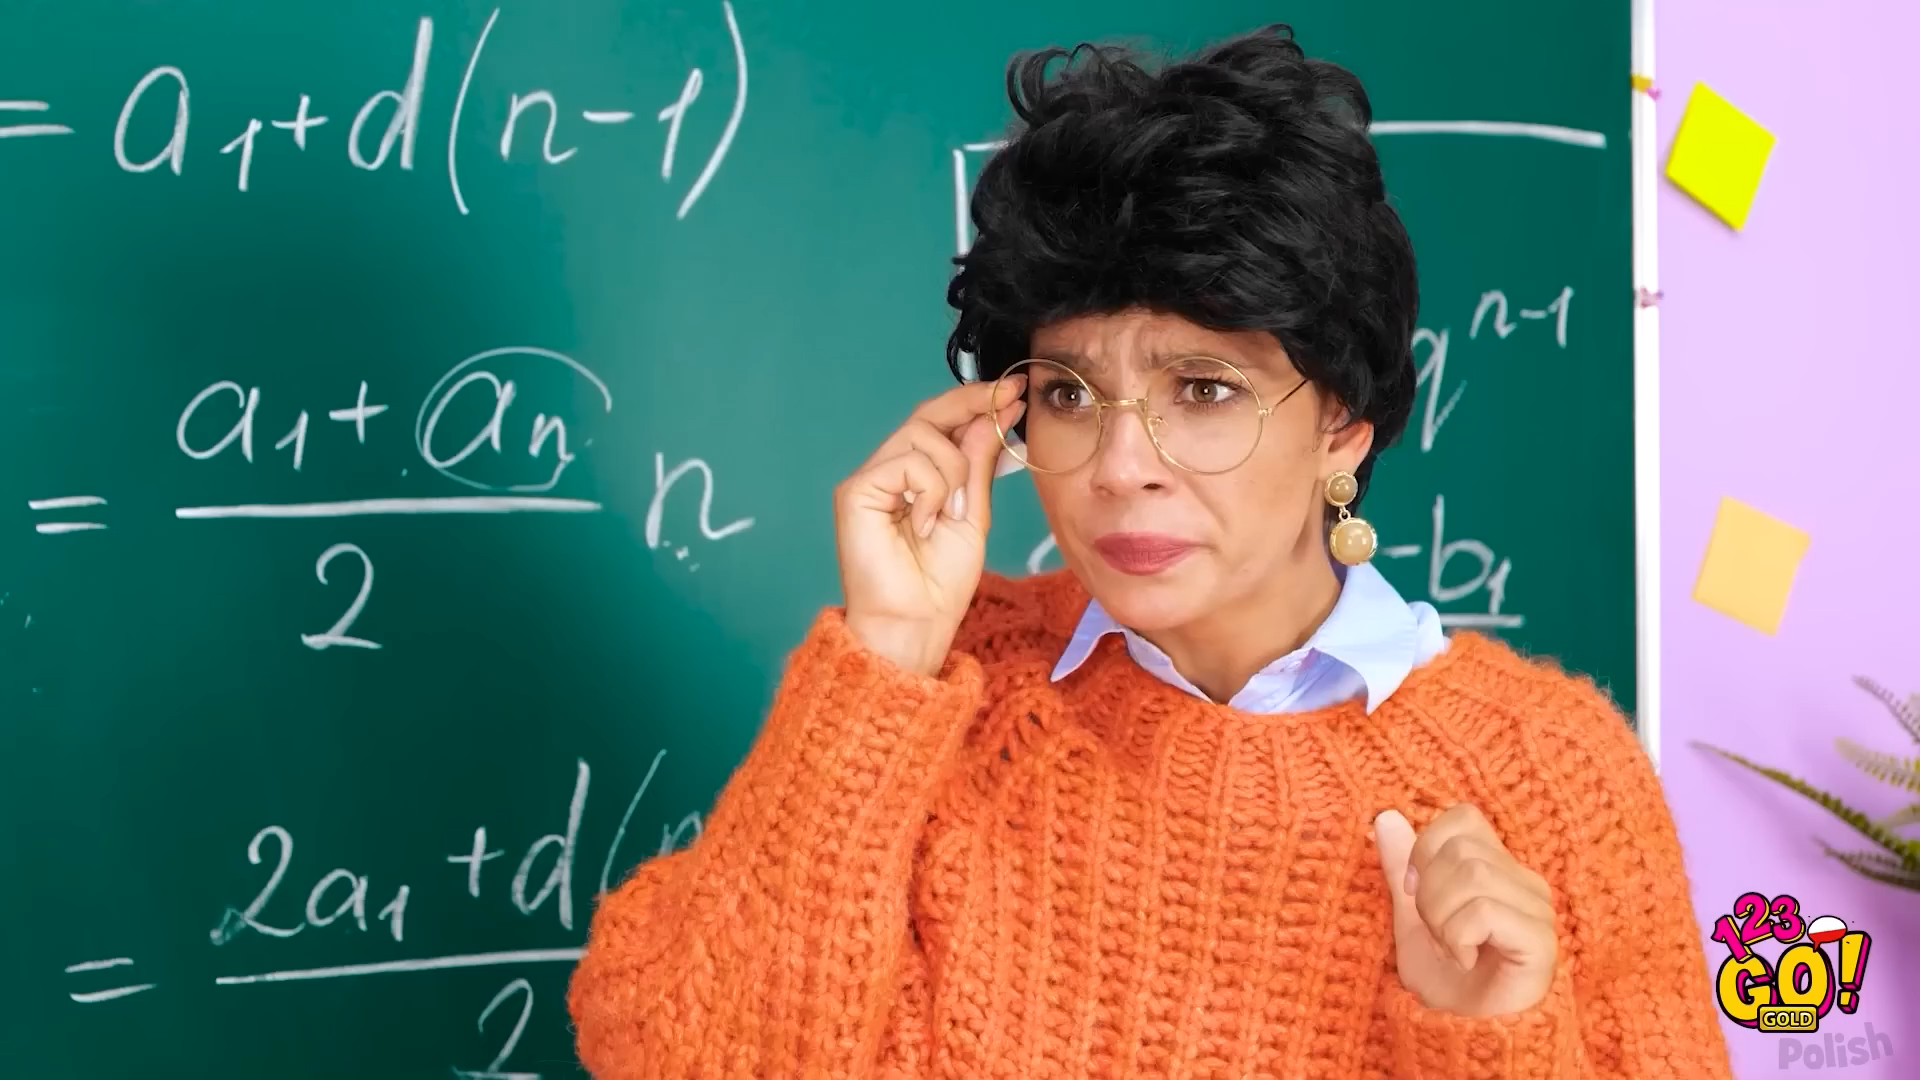 = a₁ + d(n-1)
a₁ + aₙ
= n
2
2a₁ + d(n
=
2
qⁿ⁻¹
-b₁
123
GO!
GOLD
Polish